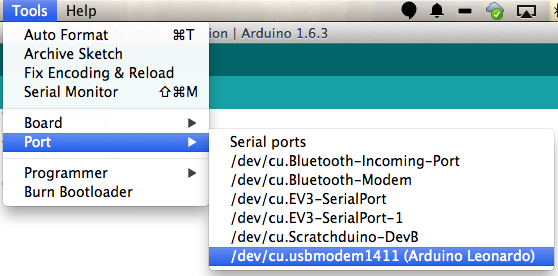 Tools Help
ion | Arduino 1.6.3
Auto Format ⌘T
Archive Sketch
Fix Encoding & Reload
Serial Monitor ⇧⌘M
Board ▶
Port ▶
Programmer ▶
Burn Bootloader
Serial ports
/dev/cu.Bluetooth-Incoming-Port
/dev/cu.Bluetooth-Modem
/dev/cu.EV3-SerialPort
/dev/cu.EV3-SerialPort-1
/dev/cu.Scratchduino-DevB
/dev/cu.usbmodem1411 (Arduino Leonardo)